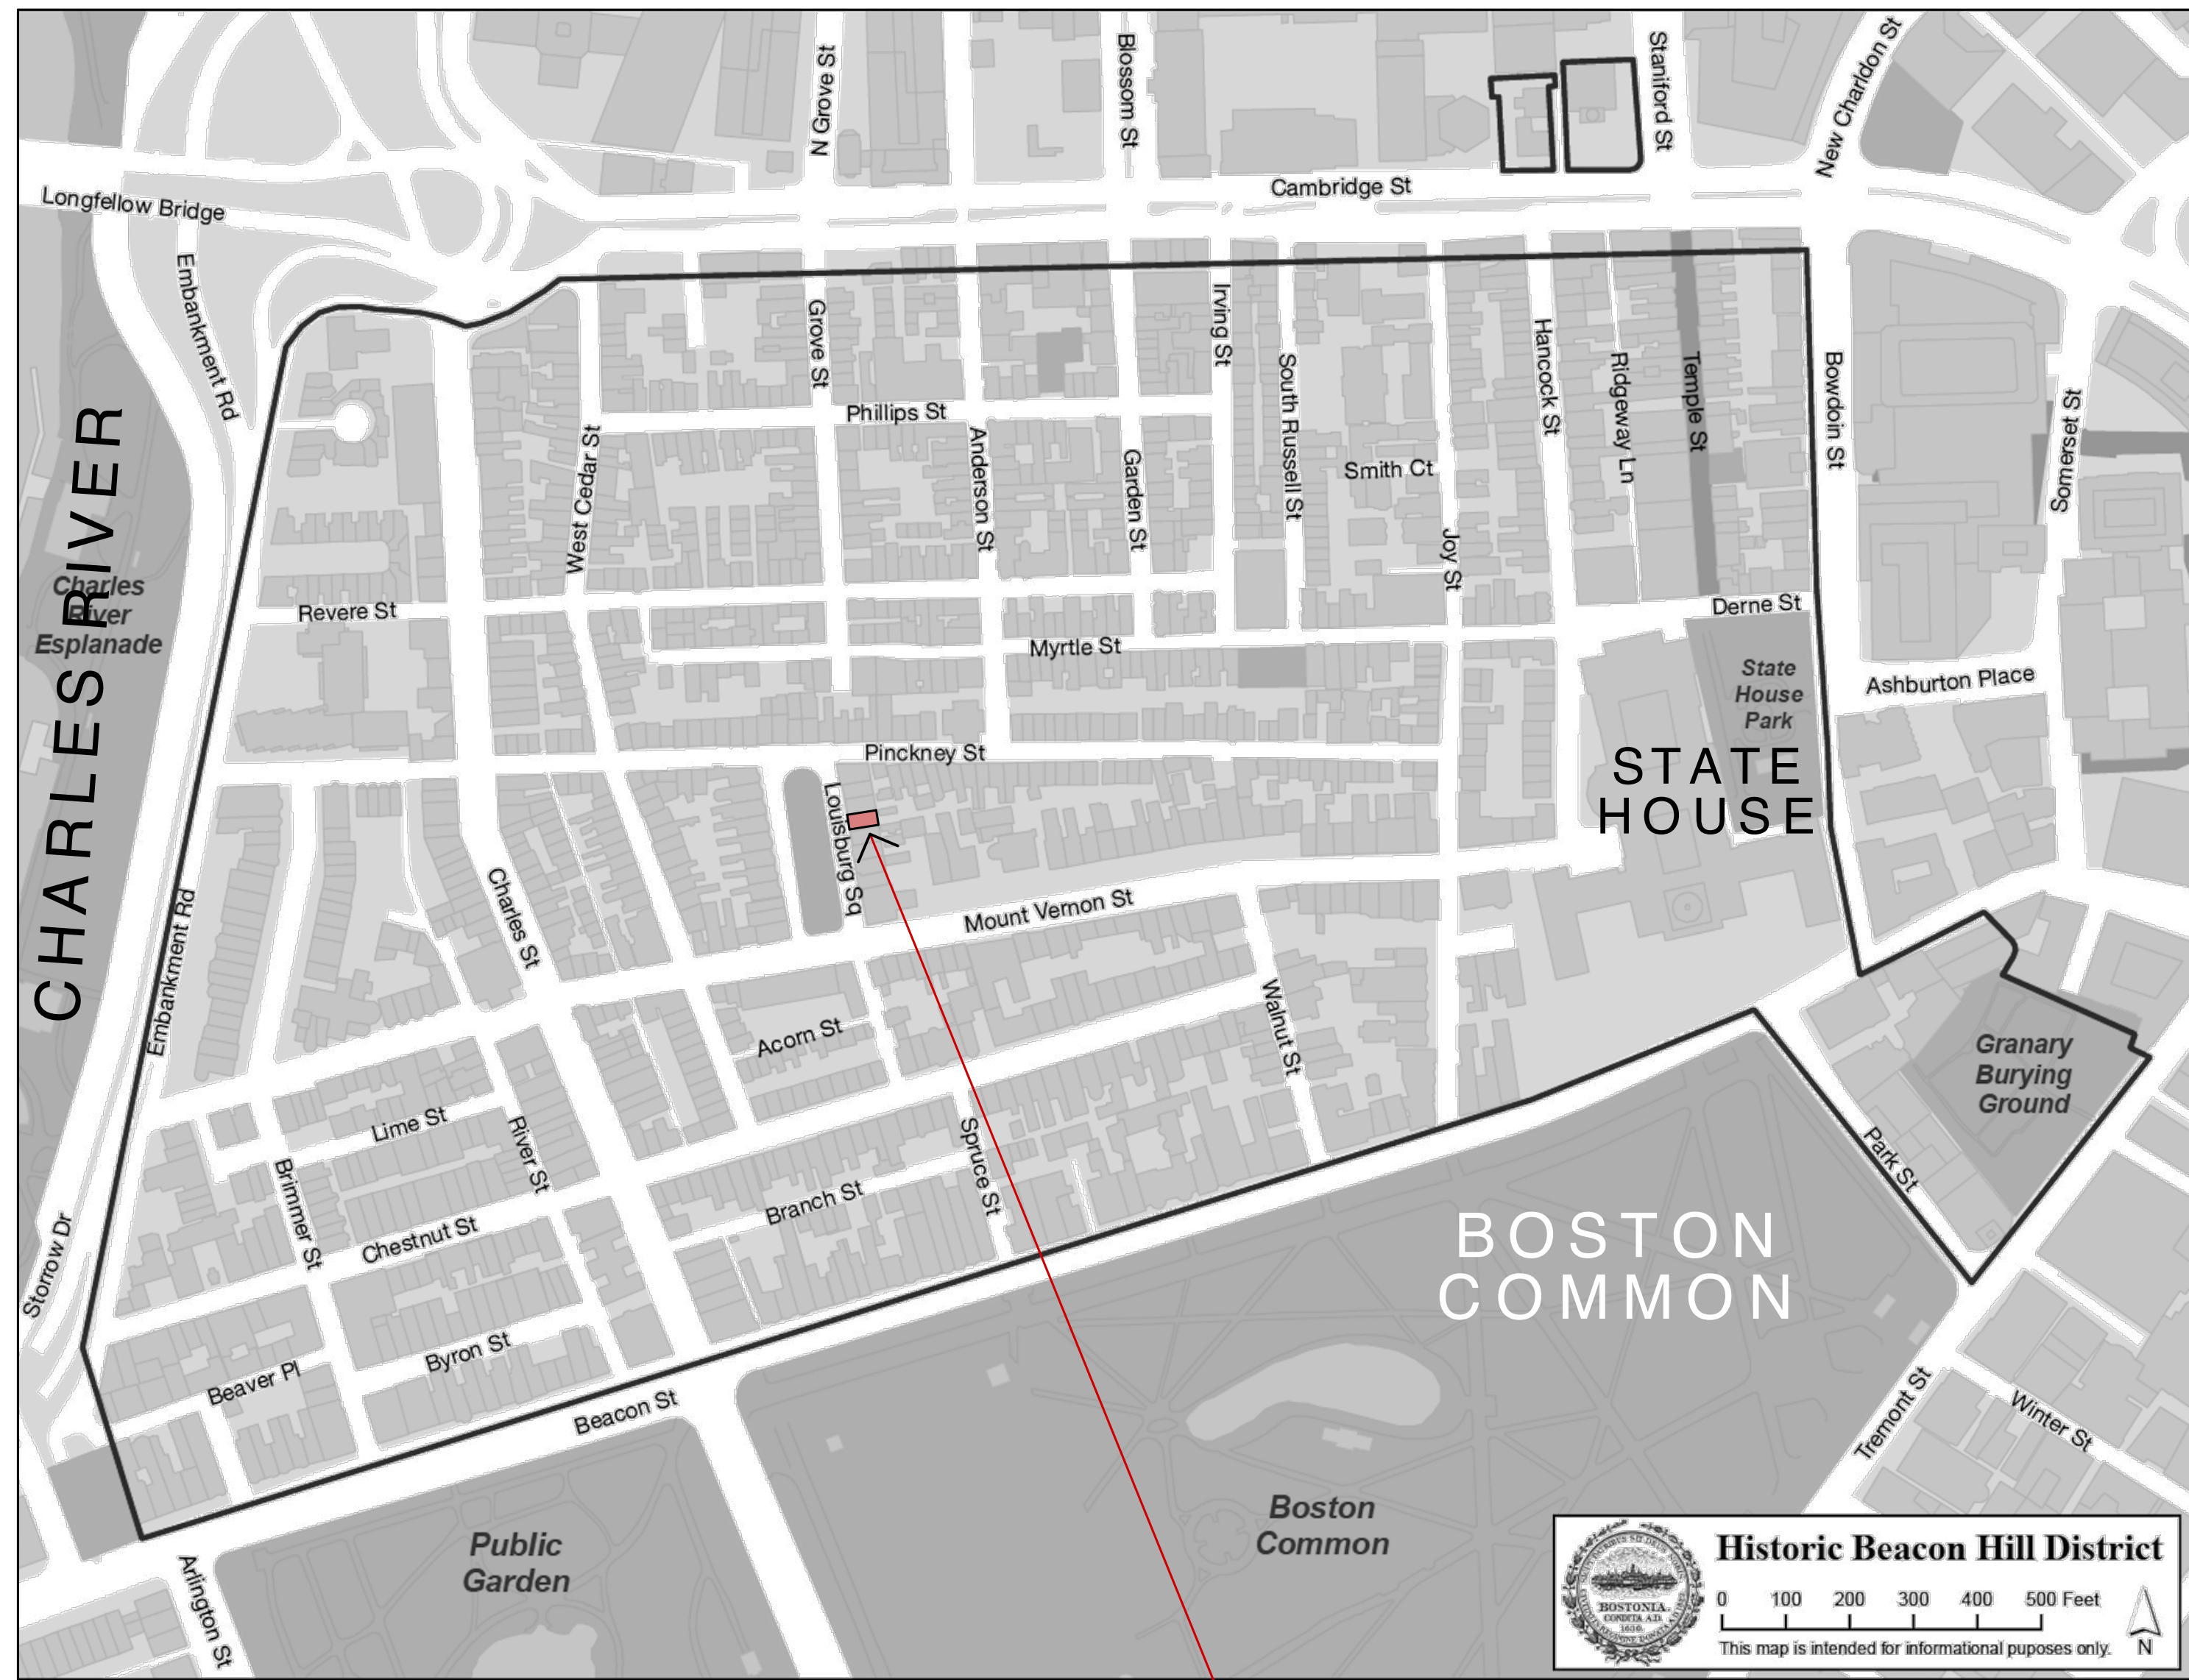 N Grove St
Blossom St
Staniford St
New Charldon St
Cambridge St
Longfellow Bridge
Embankment Rd
Grove St
Irving St
Hancock St
South Russell St
Ridgeway Ln
Temple St
Bowdoin St
Somerset St
Phillips St
West Cedar St
Anderson St
Garden St
Smith Ct
Joy St
CHARLES RIVER
Charles
River
Esplanade
Revere St
Derne St
Myrtle St
State
House
Park
Ashburton Place
Pinckney St
STATE
HOUSE
Louisburg Sq
Charles St
Mount Vernon St
Embankment Rd
Walnut St
Acorn St
Granary
Burying
Ground
Lime St
River St
Spruce St
Park St
Brimmer St
Branch St
Chestnut St
Storrow Dr
BOSTON
COMMON
Byron St
Beaver Pl
Beacon St
Tremont St
Winter St
Public
Garden
Boston
Common
Arlington St
Historic Beacon Hill District
0 100 200 300 400 500 Feet
This map is intended for informational puposes only.
N
BOSTONIA.
CONDITA A.D.
1630.